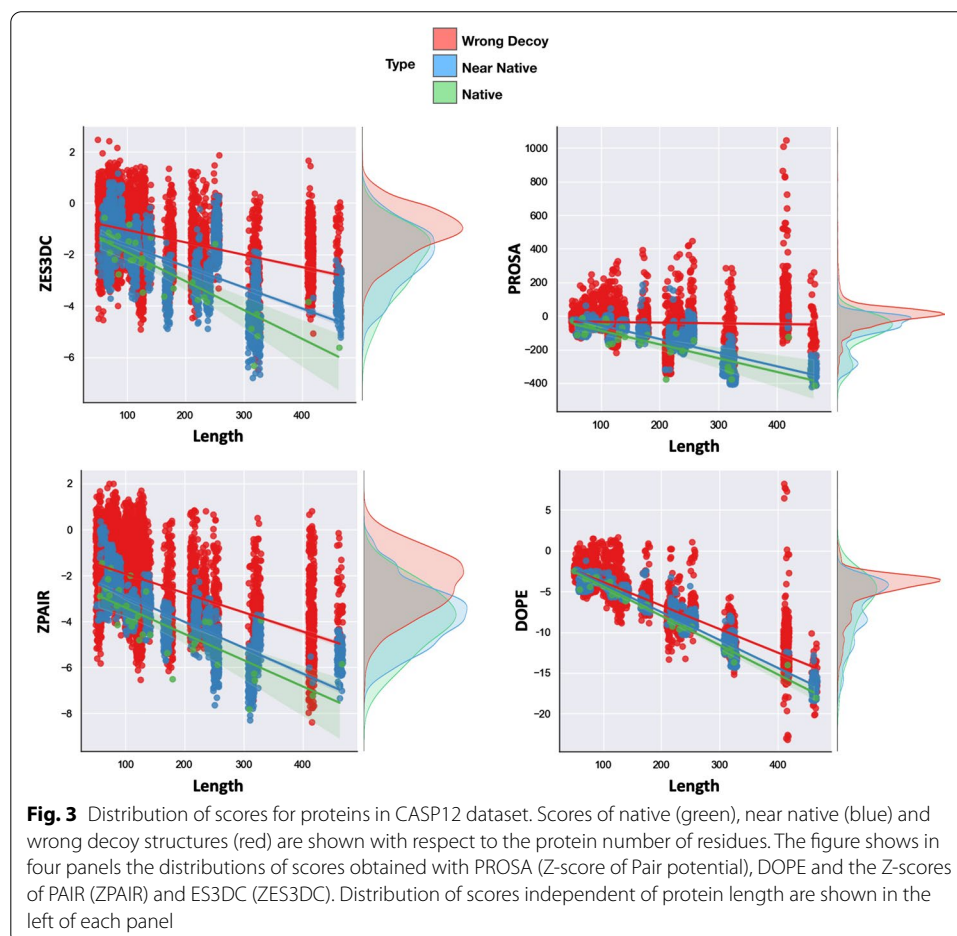 Type
Wrong Decoy
Near Native
Native
2
0
−2
−4
−6
ZES3DC
100 200 300 400
Length
1000
800
600
400
200
0
−200
−400
PROSA
100 200 300 400
Length
2
0
−2
−4
−6
−8
ZPAIR
100 200 300 400
Length
5
0
−5
−10
−15
−20
DOPE
100 200 300 400
Length
Fig. 3 Distribution of scores for proteins in CASP12 dataset. Scores of native (green), near native (blue) and
wrong decoy structures (red) are shown with respect to the protein number of residues. The figure shows in
four panels the distributions of scores obtained with PROSA (Z-score of Pair potential), DOPE and the Z-scores
of PAIR (ZPAIR) and ES3DC (ZES3DC). Distribution of scores independent of protein length are shown in the
left of each panel